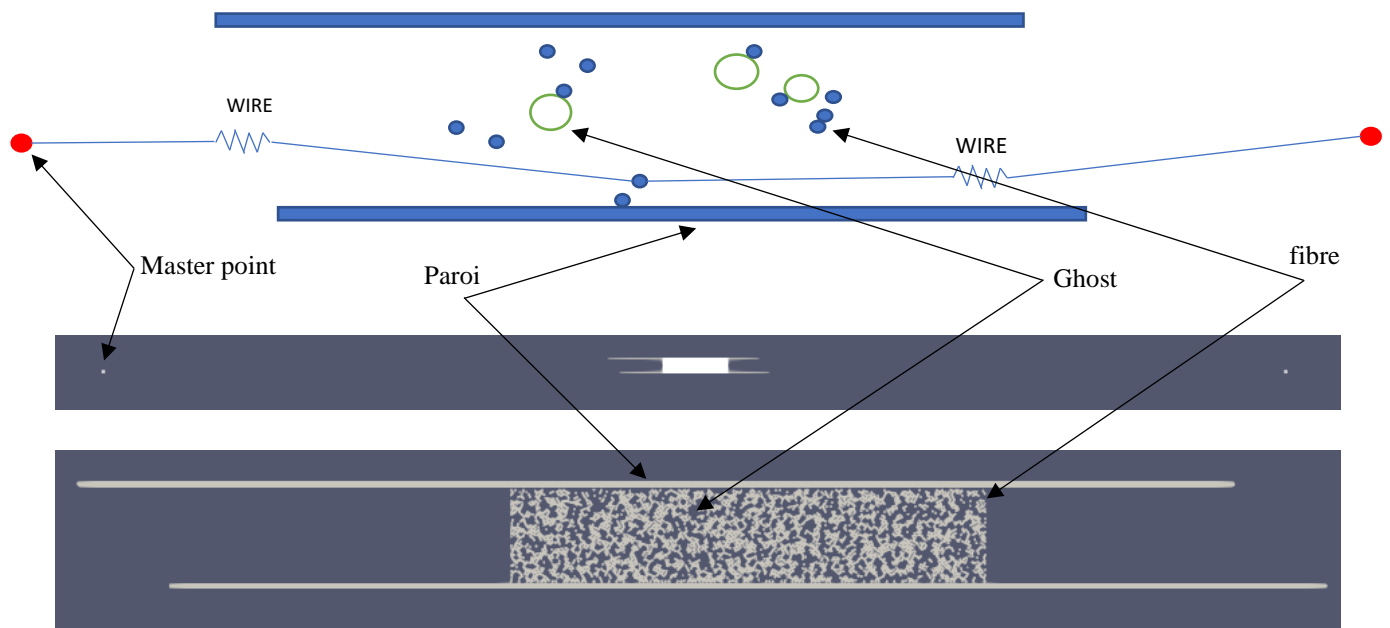 WIRE
WIRE
Master point
Paroi
Ghost
fibre